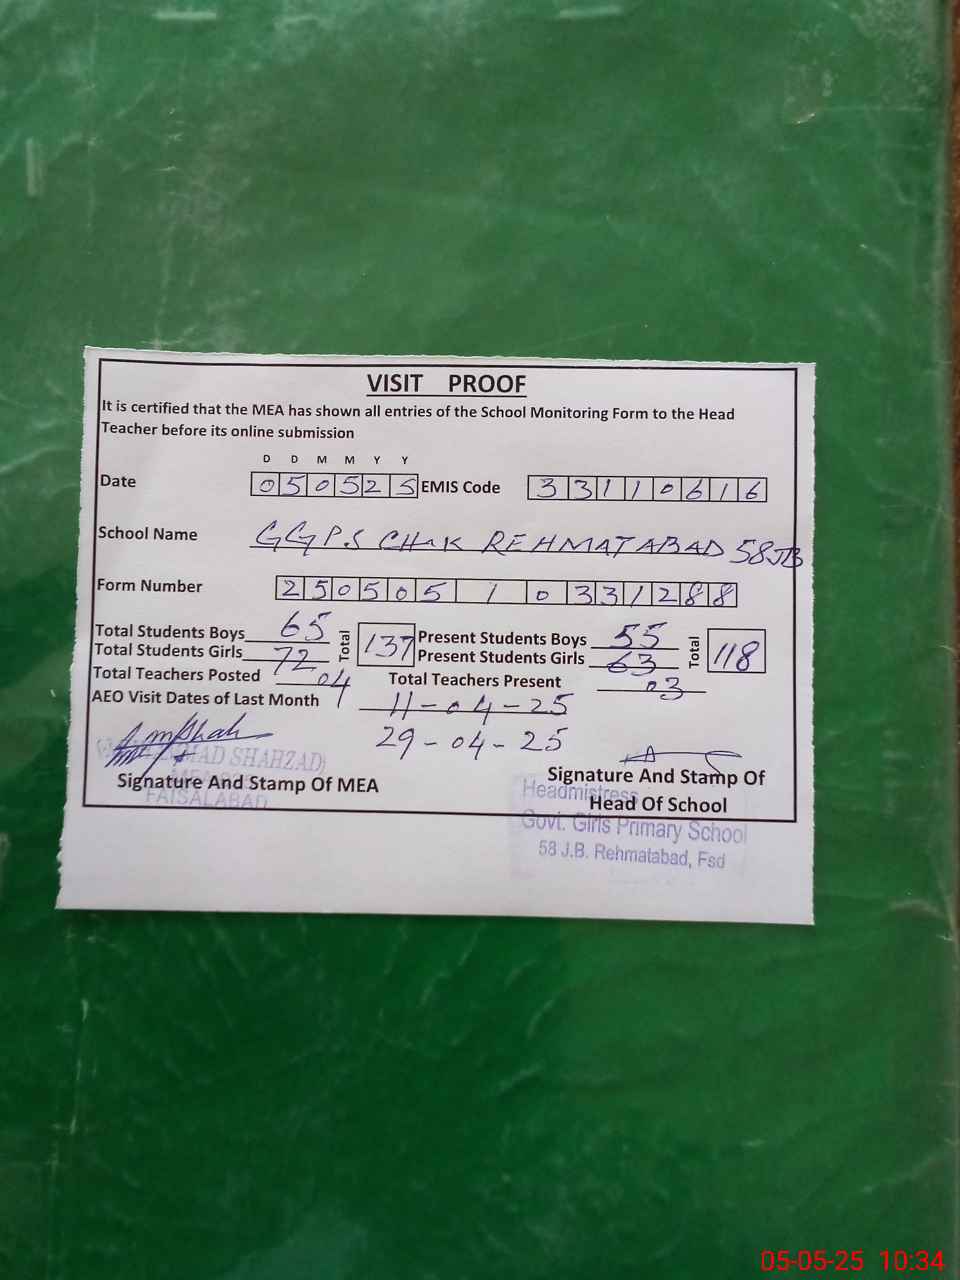 VISIT PROOF
It is certified that the MEA has shown all entries of the School Monitoring Form to the Head
Teacher before its online submission
D D M M Y Y
Date 050525 EMIS Code 33110616
School Name GGPS CHAK REHMATABAD 58JB
Form Number 250505 1 0331288
Total Students Boys 65 Total 137 Present Students Boys 55 Total 118
Total Students Girls 72 Present Students Girls 63
Total Teachers Posted 04 Total Teachers Present 03
AEO Visit Dates of Last Month 11-04-25
29-04-25
SHAHZAD
Signature And Stamp Of MEA Signature And Stamp Of
FAISALABAD Headmistress Head Of School
Govt. Girls Primary School
58 J.B. Rehmatabad, Fsd
05-05-25 10:34